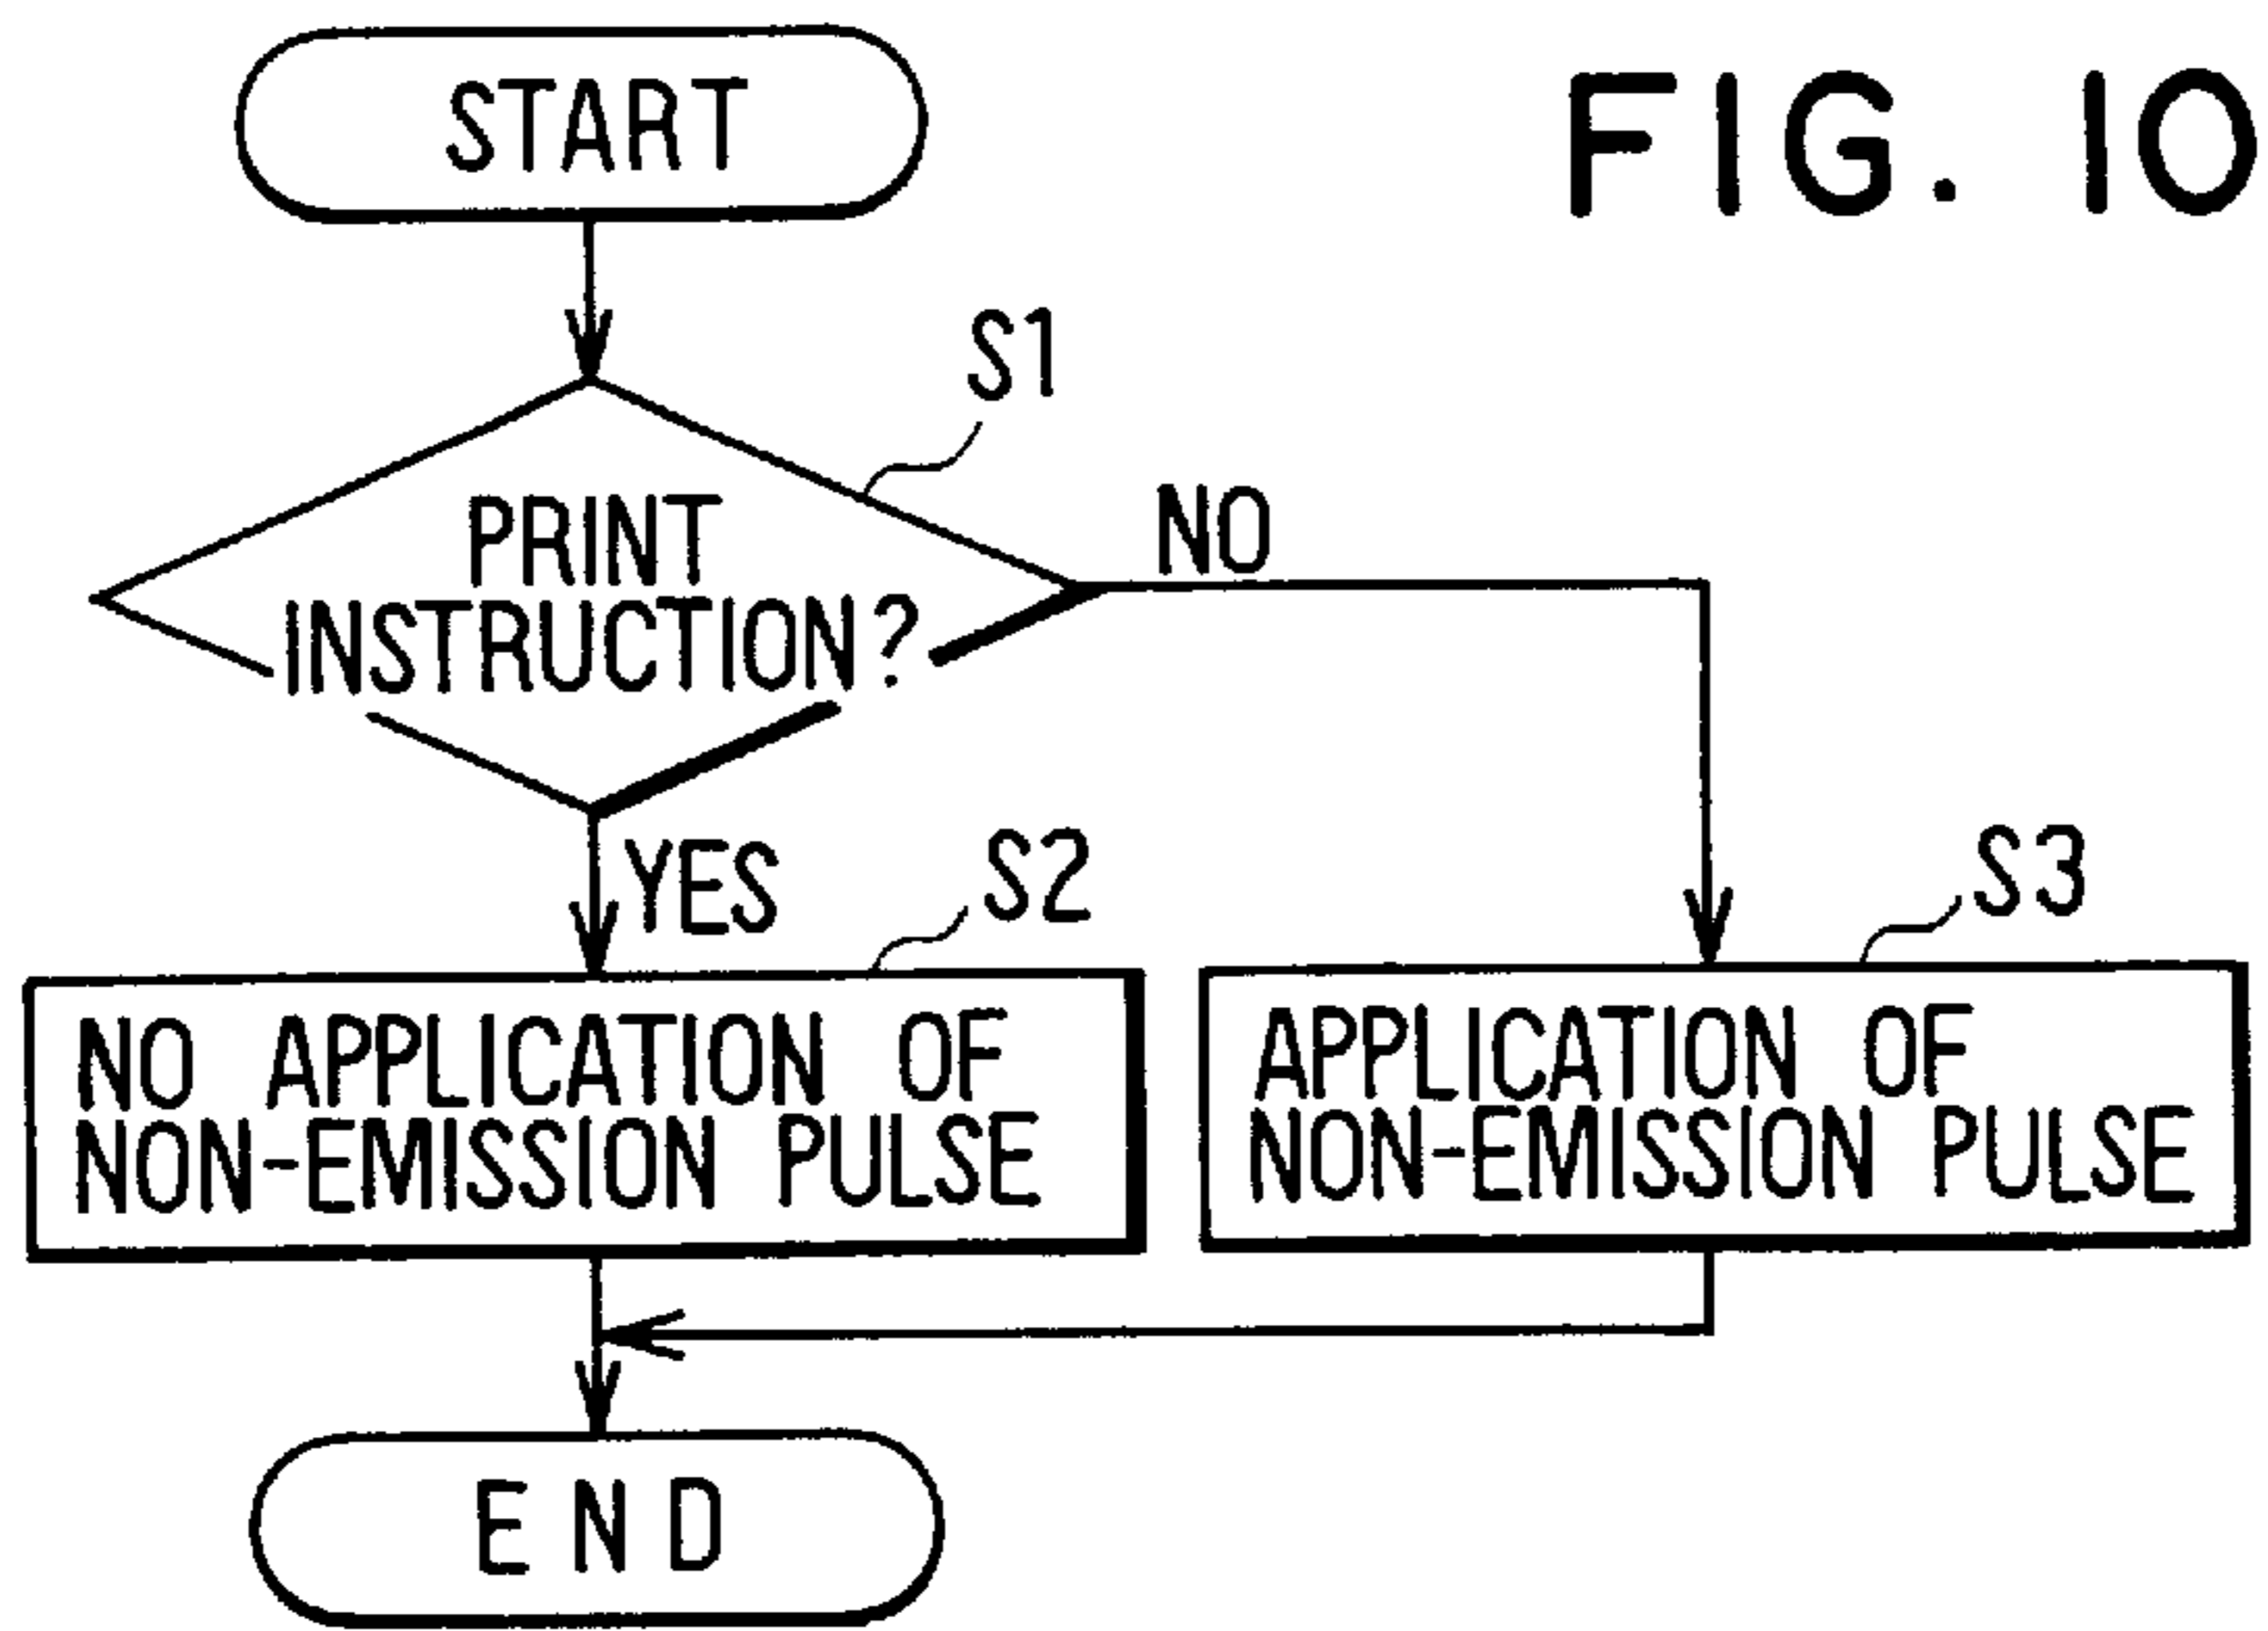 START
FIG. 10
S1
PRINT
INSTRUCTION?
NO
YES
S2
S3
NO APPLICATION OF
NON-EMISSION PULSE
APPLICATION OF
NON-EMISSION PULSE
END